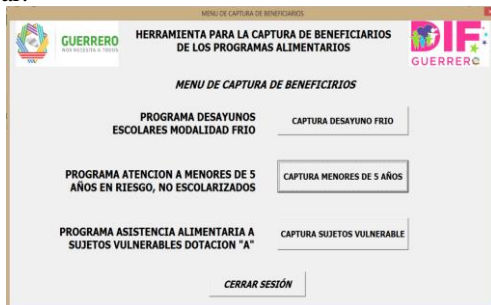 MENU DE CAPTURA DE BENEFICIARIOS
GUERRERO
NOS NECESITA A TODOS
HERRAMIENTA PARA LA CAPTURA DE BENEFICIARIOS
DE LOS PROGRAMAS ALIMENTARIOS
DIF
GUERRERO
MENU DE CAPTURA DE BENEFICIRIOS
PROGRAMA DESAYUNOS
ESCOLARES MODALIDAD FRIO
CAPTURA DESAYUNO FRIO
PROGRAMA ATENCION A MENORES DE 5
AÑOS EN RIESGO, NO ESCOLARIZADOS
CAPTURA MENORES DE 5 AÑOS
PROGRAMA ASISTENCIA ALIMENTARIA A
SUJETOS VULNERABLES DOTACION "A"
CAPTURA SUJETOS VULNERABLE
CERRAR SESIÓN